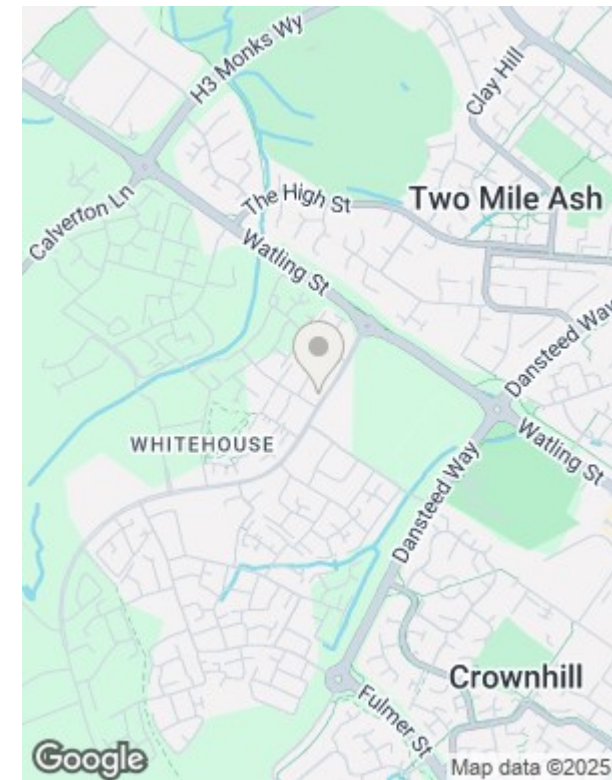 H3 Monks Wy
Clay Hill
Calverton Ln
The High St
Two Mile Ash
Watling St
Dansteed Way
WHITEHOUSE
Watling St
Dansteed Way
Crownhill
Fulmer St
Google
Map data ©2025